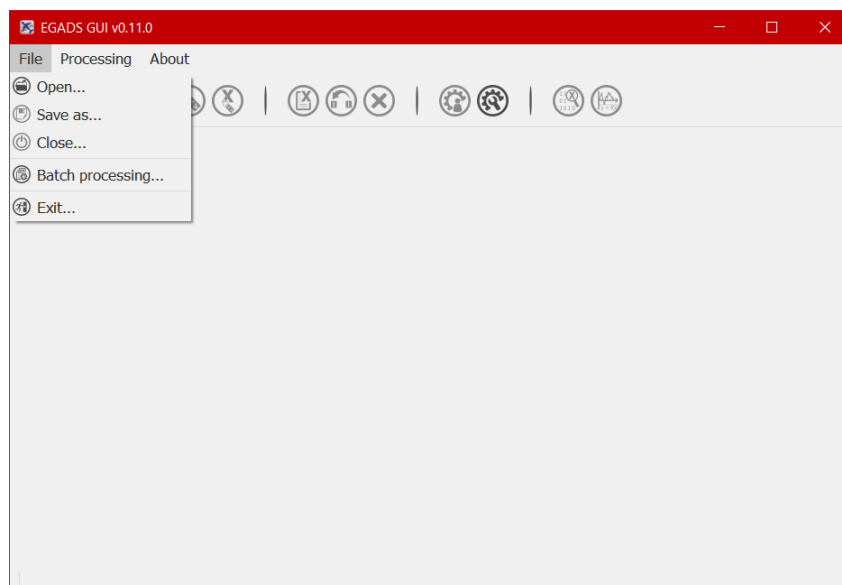 EGADS GUI v0.11.0
File Processing About
Open...
Save as...
Close...
Batch processing...
Exit...